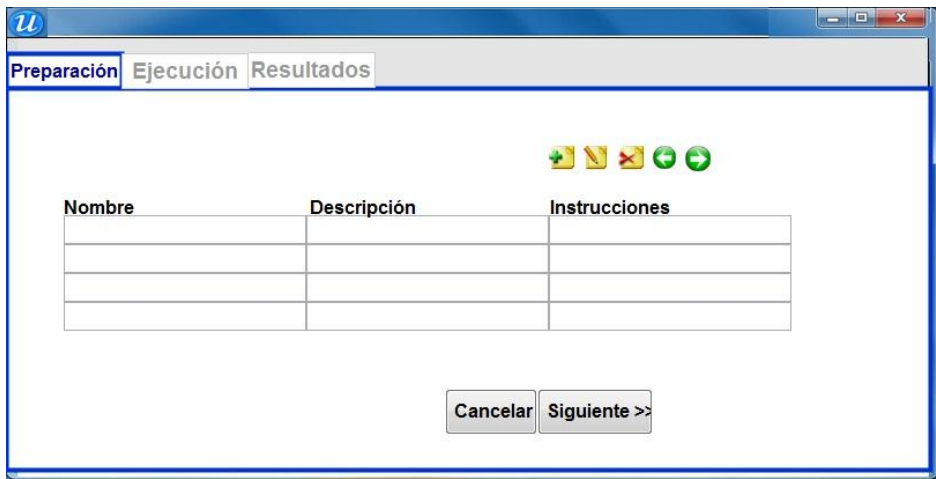 u
Preparación Ejecución Resultados
Nombre Descripción Instrucciones
Cancelar Siguiente >>